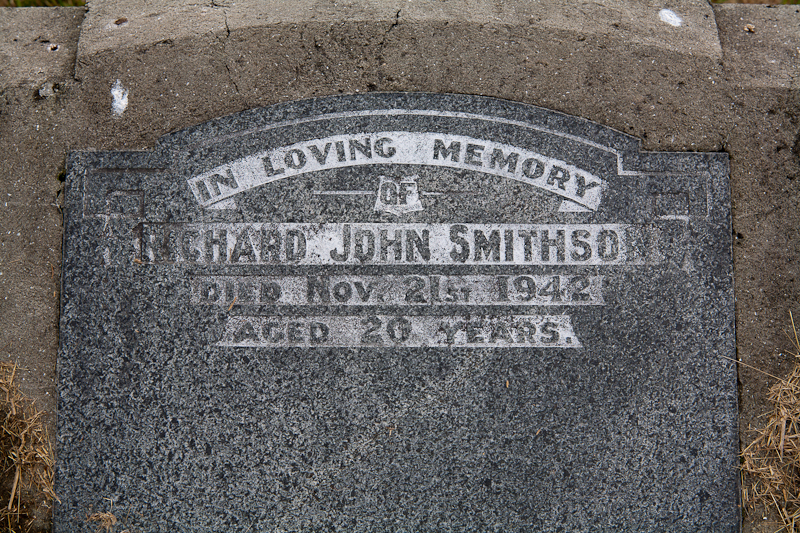 IN LOVING MEMORY
OF
RICHARD JOHN SMITHSON
DIED NOV. 21ST 1942
AGED 20 YEARS.